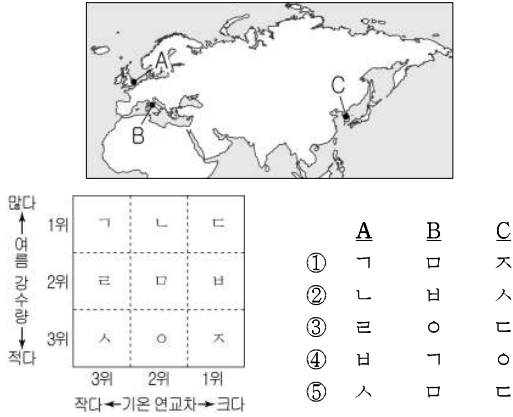 A
B
C
많다
여름 강수량
적다
1위 ㄱ ㄴ ㄷ
2위 ㄹ ㅁ ㅂ
3위 ㅅ ㅇ ㅈ
3위 2위 1위
작다 기온 연교차 크다
A B C
① ㄱ ㅁ ㅈ
② ㄴ ㅂ ㅅ
③ ㄹ ㅇ ㄷ
④ ㅂ ㄱ ㅇ
⑤ ㅅ ㅁ ㄷ